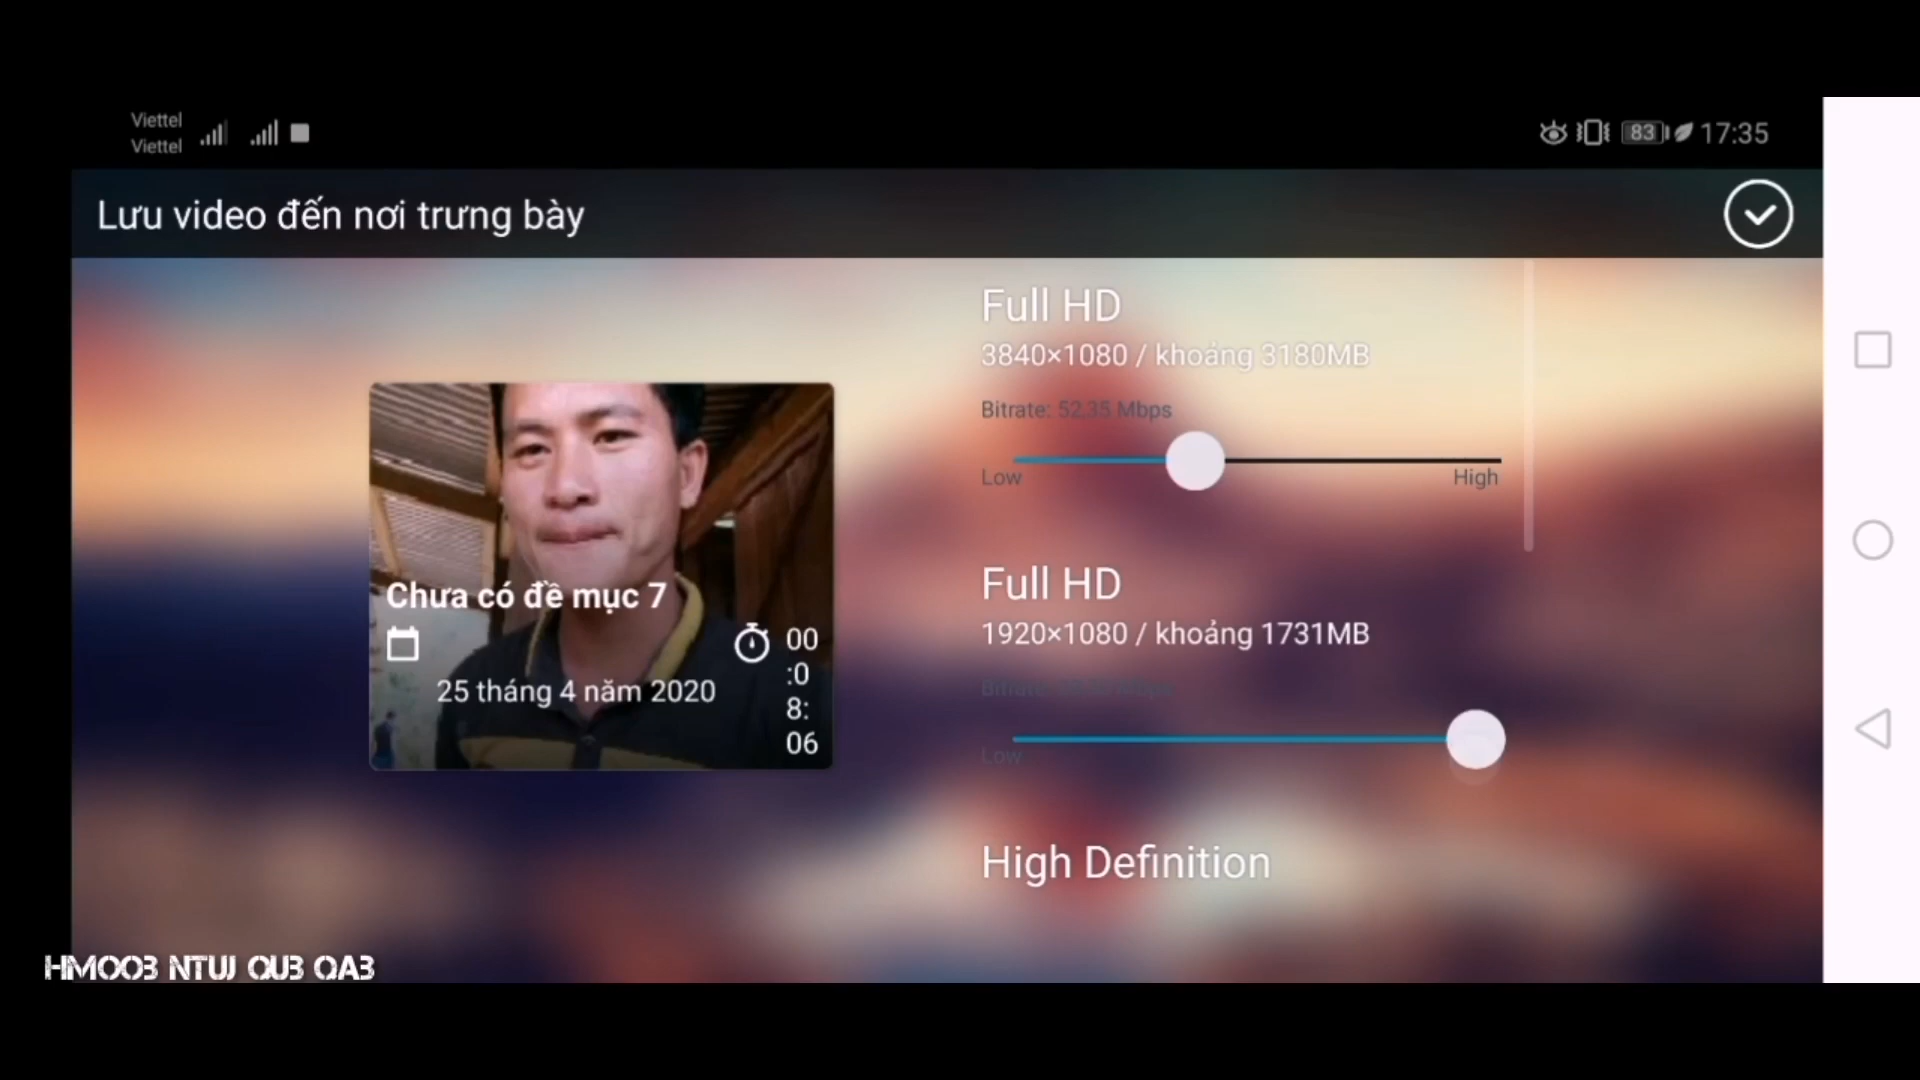 Viettel
Viettel
83
17:35
Lưu video đến nơi trưng bày
Full HD
3840×1080 / khoảng 3180MB
Bitrate: 52,35 Mbps
Low
High
Chưa có đề mục 7
25 tháng 4 năm 2020
00
:0
8:
06
Full HD
1920×1080 / khoảng 1731MB
Bitrate:
Mbps
Low
High Definition
HMOOB NTUJ QUB QAB